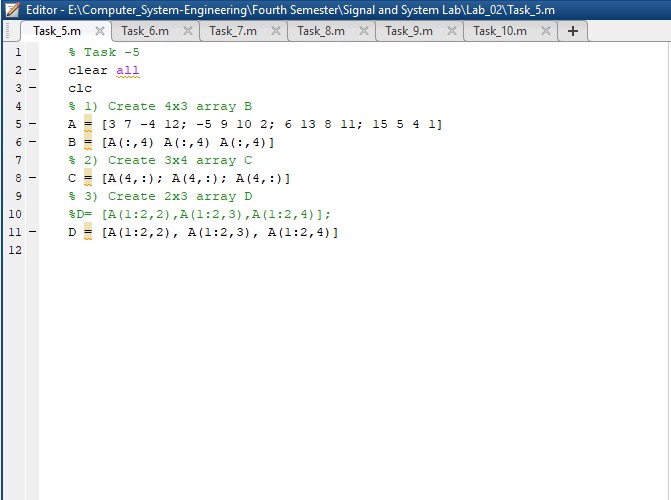 Editor - E:\Computer_System-Engineering\Fourth Semester\Signal and System Lab\Lab_02\Task_5.m
Task_5.m Task_6.m Task_7.m Task_8.m Task_9.m Task_10.m
1 % Task -5
2 - clear all
3 - clc
4 % 1) Create 4x3 array B
5 - A = [3 7 -4 12; -5 9 10 2; 6 13 8 11; 15 5 4 1]
6 - B = [A(:,4) A(:,4) A(:,4)]
7 % 2) Create 3x4 array C
8 - C = [A(4,:); A(4,:); A(4,:)]
9 % 3) Create 2x3 array D
10 %D= [A(1:2,2),A(1:2,3),A(1:2,4)];
11 - D = [A(1:2,2), A(1:2,3), A(1:2,4)]
12